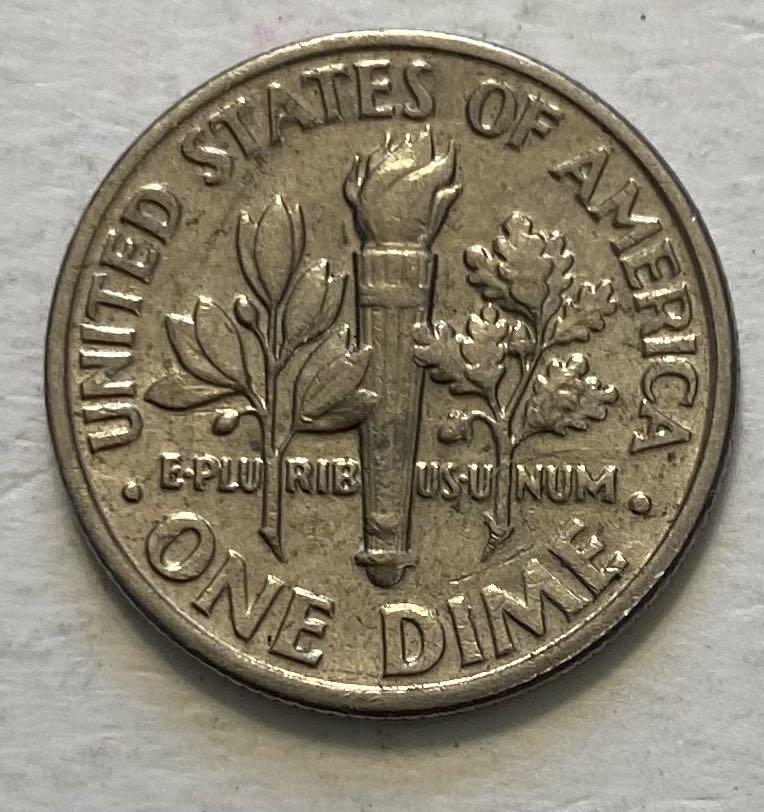 UNITED STATES OF AMERICA
E·PLU RIB US·U NUM
· ONE DIME ·